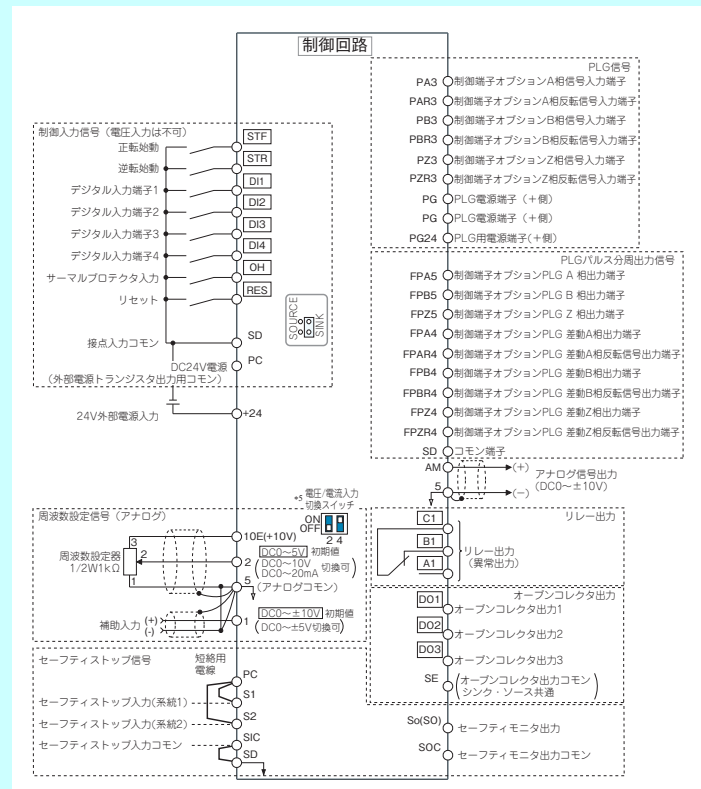 制御回路
制御入力信号（電圧入力は不可）
正転始動
STF
逆転始動
STR
デジタル入力端子1
DI1
デジタル入力端子2
DI2
デジタル入力端子3
DI3
デジタル入力端子4
DI4
サーマルプロテクタ入力
OH
リセット
RES
SOURCE
SINK
接点入力コモン
SD
DC24V電源
（外部電源トランジスタ出力用コモン）
PC
24V外部電源入力
+24
PLG信号
PA3 制御端子オプションA相信号入力端子
PAR3 制御端子オプションA相反転信号入力端子
PB3 制御端子オプションB相信号入力端子
PBR3 制御端子オプションB相反転信号入力端子
PZ3 制御端子オプションZ相信号入力端子
PZR3 制御端子オプションZ相反転信号入力端子
PG PLG電源端子（＋側）
PG PLG電源端子（＋側）
PG24 PLG用電源端子(＋側)
PLGパルス分周出力信号
FPA5 制御端子オプションPLG A 相出力端子
FPB5 制御端子オプションPLG B 相出力端子
FPZ5 制御端子オプションPLG Z 相出力端子
FPA4 制御端子オプションPLG 差動A相出力端子
FPAR4 制御端子オプションPLG 差動A相反転信号出力端子
FPB4 制御端子オプションPLG 差動B相出力端子
FPBR4 制御端子オプションPLG 差動B相反転信号出力端子
FPZ4 制御端子オプションPLG 差動Z相出力端子
FPZR4 制御端子オプションPLG 差動Z相反転信号出力端子
SD コモン端子
AM (＋)
5 (－)
アナログ信号出力
(DC0～±10V)
*5 電圧/電流入力
切換スイッチ
ON
OFF
2 4
周波数設定信号（アナログ）
周波数設定器
1/2W1kΩ
3
2
1
10E(+10V)
2 DC0～5V 初期値
(DC0～10V
DC0～20mA 切換可)
5 (アナログコモン)
補助入力 (+)
(-)
1 DC0～±10V 初期値
(DC0～±5V切換可)
リレー出力
C1
B1
A1
リレー出力
（異常出力）
オープンコレクタ出力
DO1
オープンコレクタ出力1
DO2
オープンコレクタ出力2
DO3
オープンコレクタ出力3
SE (オープンコレクタ出力コモン
シンク・ソース共通)
セーフティストップ信号
短絡用
電線
PC
S1
セーフティストップ入力(系統1)
S2
セーフティストップ入力(系統2)
SIC
セーフティストップ入力コモン
SD
So(SO)
セーフティモニタ出力
SOC
セーフティモニタ出力コモン